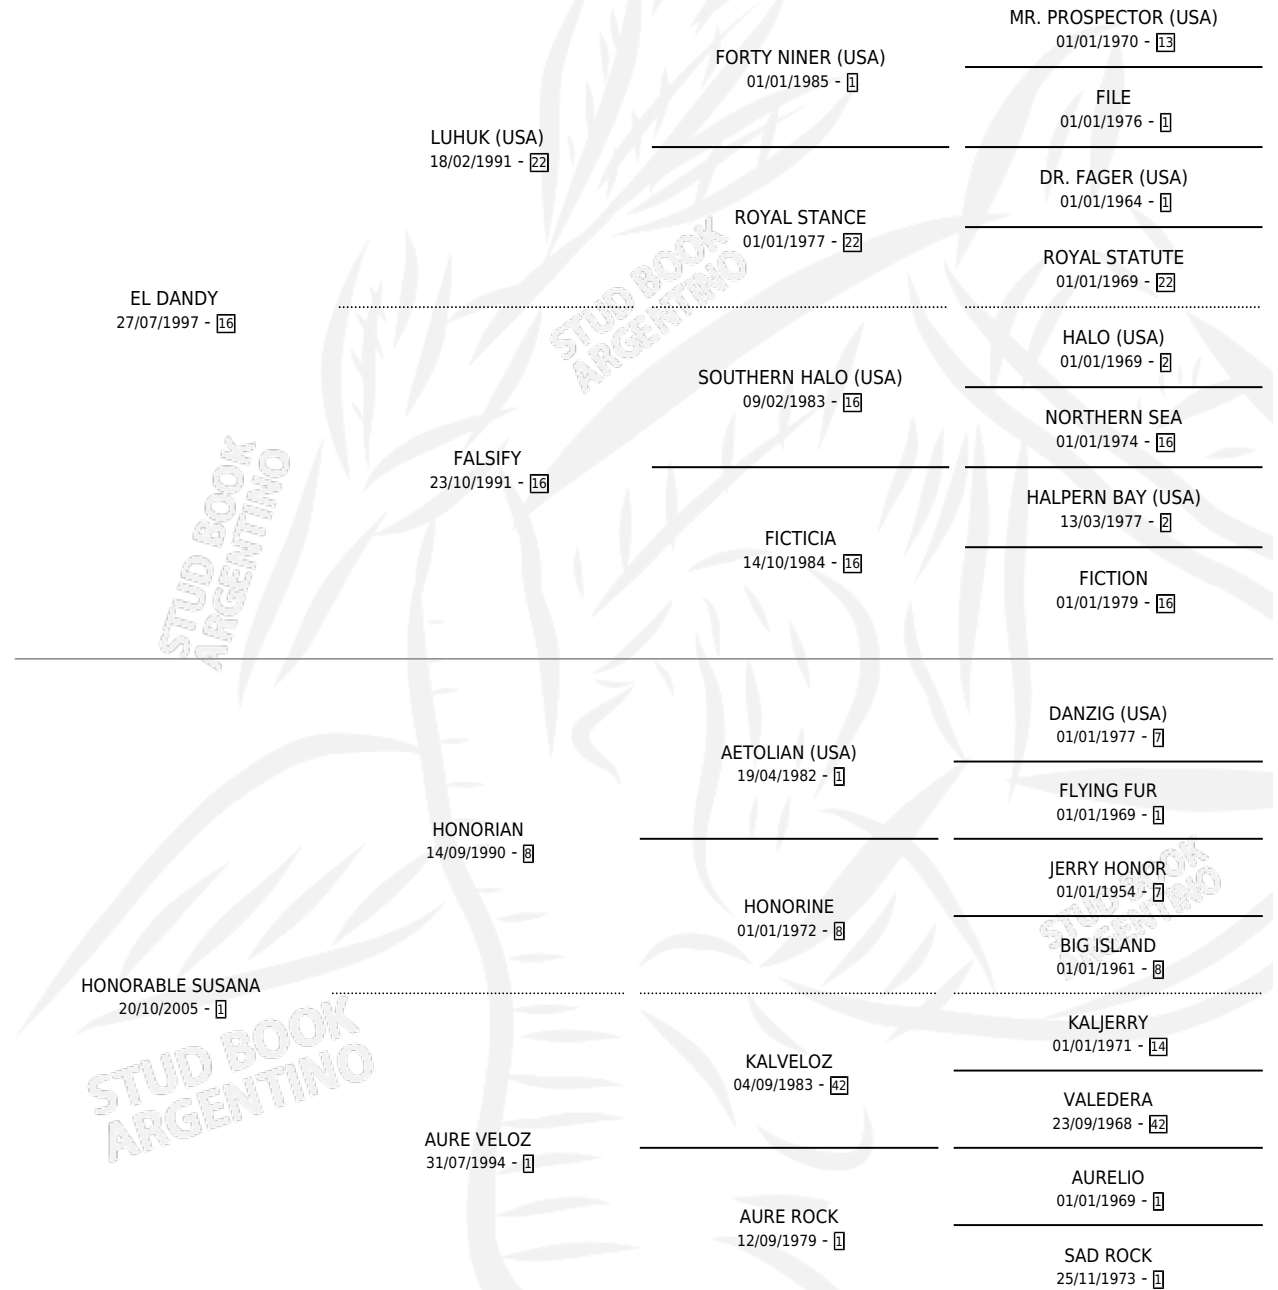 MR. PROSPECTOR (USA)
01/01/1970 - 13
FORTY NINER (USA)
01/01/1985 - 1
FILE
01/01/1976 - 1
LUHUK (USA)
18/02/1991 - 22
DR. FAGER (USA)
01/01/1964 - 1
ROYAL STANCE
01/01/1977 - 22
ROYAL STATUTE
01/01/1969 - 22
EL DANDY
27/07/1997 - 16
STUD BOOK
ARGENTINO
HALO (USA)
01/01/1969 - 2
SOUTHERN HALO (USA)
09/02/1983 - 16
NORTHERN SEA
01/01/1974 - 16
FALSIFY
23/10/1991 - 16
HALPERN BAY (USA)
13/03/1977 - 2
FICTICIA
14/10/1984 - 16
FICTION
01/01/1979 - 16
STUD BOOK
ARGENTINO
DANZIG (USA)
01/01/1977 - 7
AETOLIAN (USA)
19/04/1982 - 1
FLYING FUR
01/01/1969 - 1
HONORIAN
14/09/1990 - 8
JERRY HONOR
01/01/1954 - 7
HONORINE
01/01/1972 - 8
STUD BOOK
ARGENTINO
BIG ISLAND
01/01/1961 - 8
HONORABLE SUSANA
20/10/2005 - 1
STUD BOOK
ARGENTINO
KALJERRY
01/01/1971 - 14
KALVELOZ
04/09/1983 - 42
VALEDERA
23/09/1968 - 42
AURE VELOZ
31/07/1994 - 1
AURELIO
01/01/1969 - 1
AURE ROCK
12/09/1979 - 1
SAD ROCK
25/11/1973 - 1